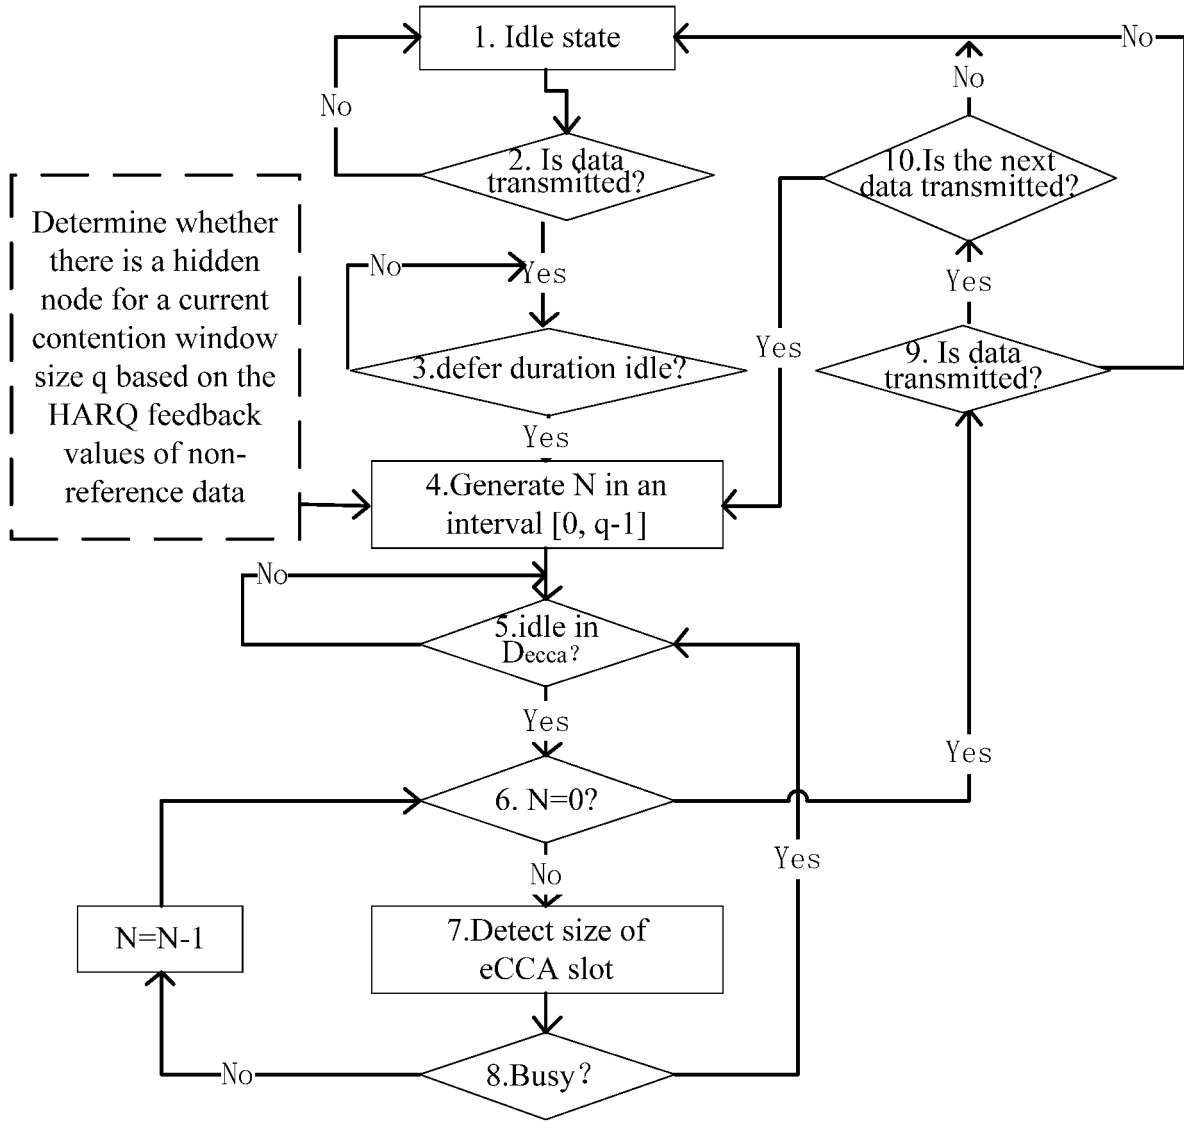 1. Idle state
No
No
No
2. Is data
transmitted?
10.Is the next
data transmitted?
Determine whether
there is a hidden
node for a current
contention window
size q based on the
HARQ feedback
values of non-
reference data
No
Yes
Yes
Yes
3.defer duration idle?
9. Is data
transmitted?
Yes
4.Generate N in an
interval [0, q-1]
No
5.idle in
Decca?
Yes
Yes
6. N=0?
Yes
No
N=N-1
7.Detect size of
eCCA slot
No
8.Busy?